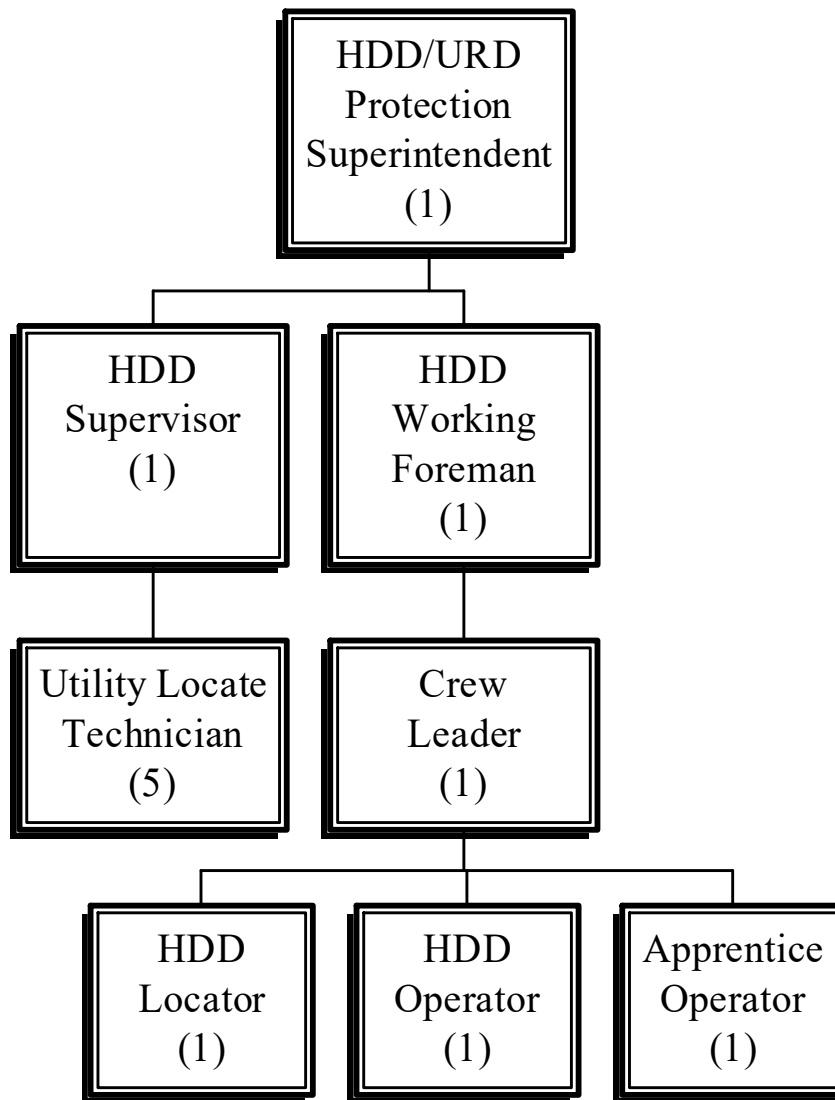 HDD/URD
Protection
Superintendent
(1)
HDD
Supervisor
(1)
HDD
Working
Foreman
(1)
Utility Locate
Technician
(5)
Crew
Leader
(1)
HDD
Locator
(1)
HDD
Operator
(1)
Apprentice
Operator
(1)